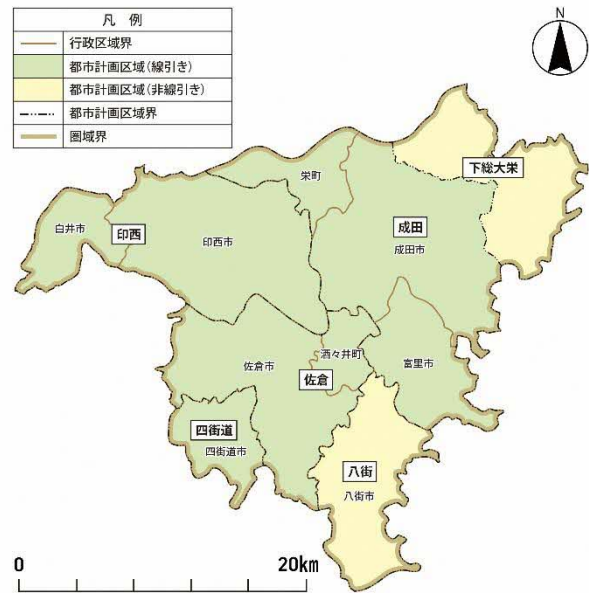 凡　例
行政区域界
都市計画区域(線引き)
都市計画区域(非線引き)
都市計画区域界
圏域界
N
下総大栄
栄町
成田
成田市
白井市
印西
印西市
酒々井町
佐倉市
富里市
佐倉
四街道
四街道市
八街
八街市
0
20km